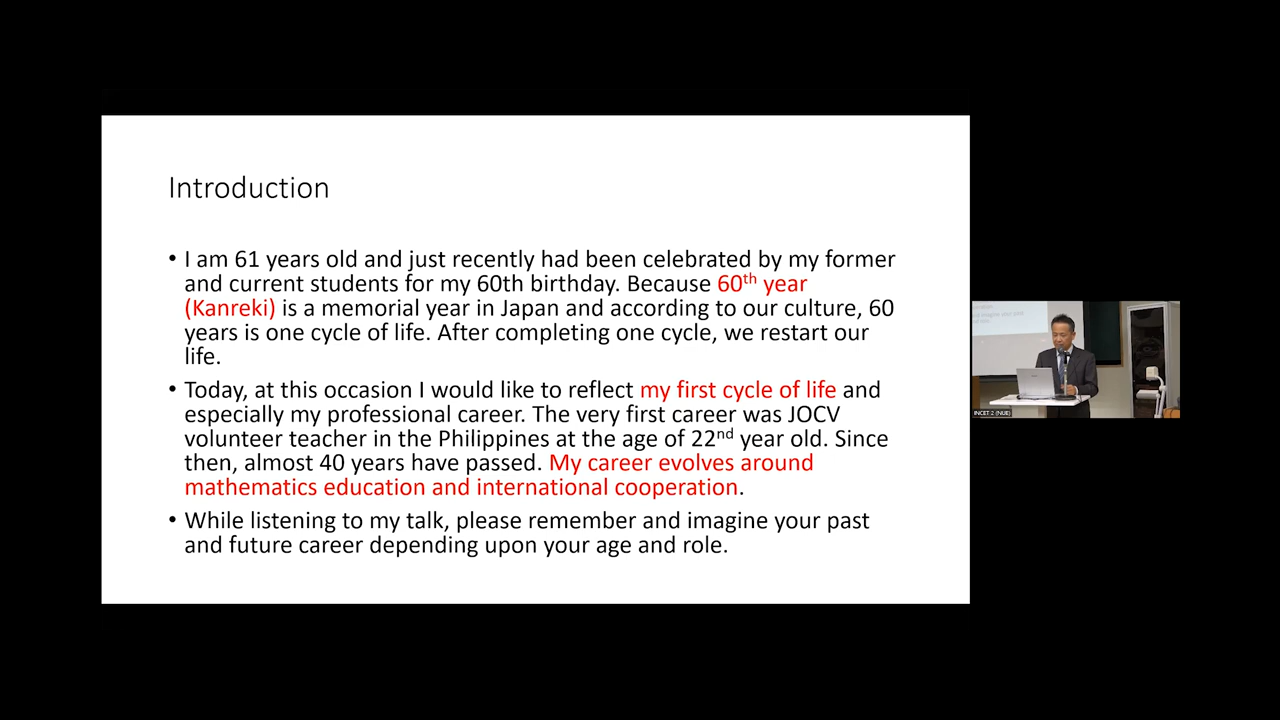 Introduction
• I am 61 years old and just recently had been celebrated by my former
and current students for my 60th birthday. Because 60th year
(Kanreki) is a memorial year in Japan and according to our culture, 60
years is one cycle of life. After completing one cycle, we restart our
life.
• Today, at this occasion I would like to reflect my first cycle of life and
especially my professional career. The very first career was JOCV
volunteer teacher in the Philippines at the age of 22nd year old. Since
then, almost 40 years have passed. My career evolves around
mathematics education and international cooperation.
• While listening to my talk, please remember and imagine your past
and future career depending upon your age and role.
INCET 2 (NUE)